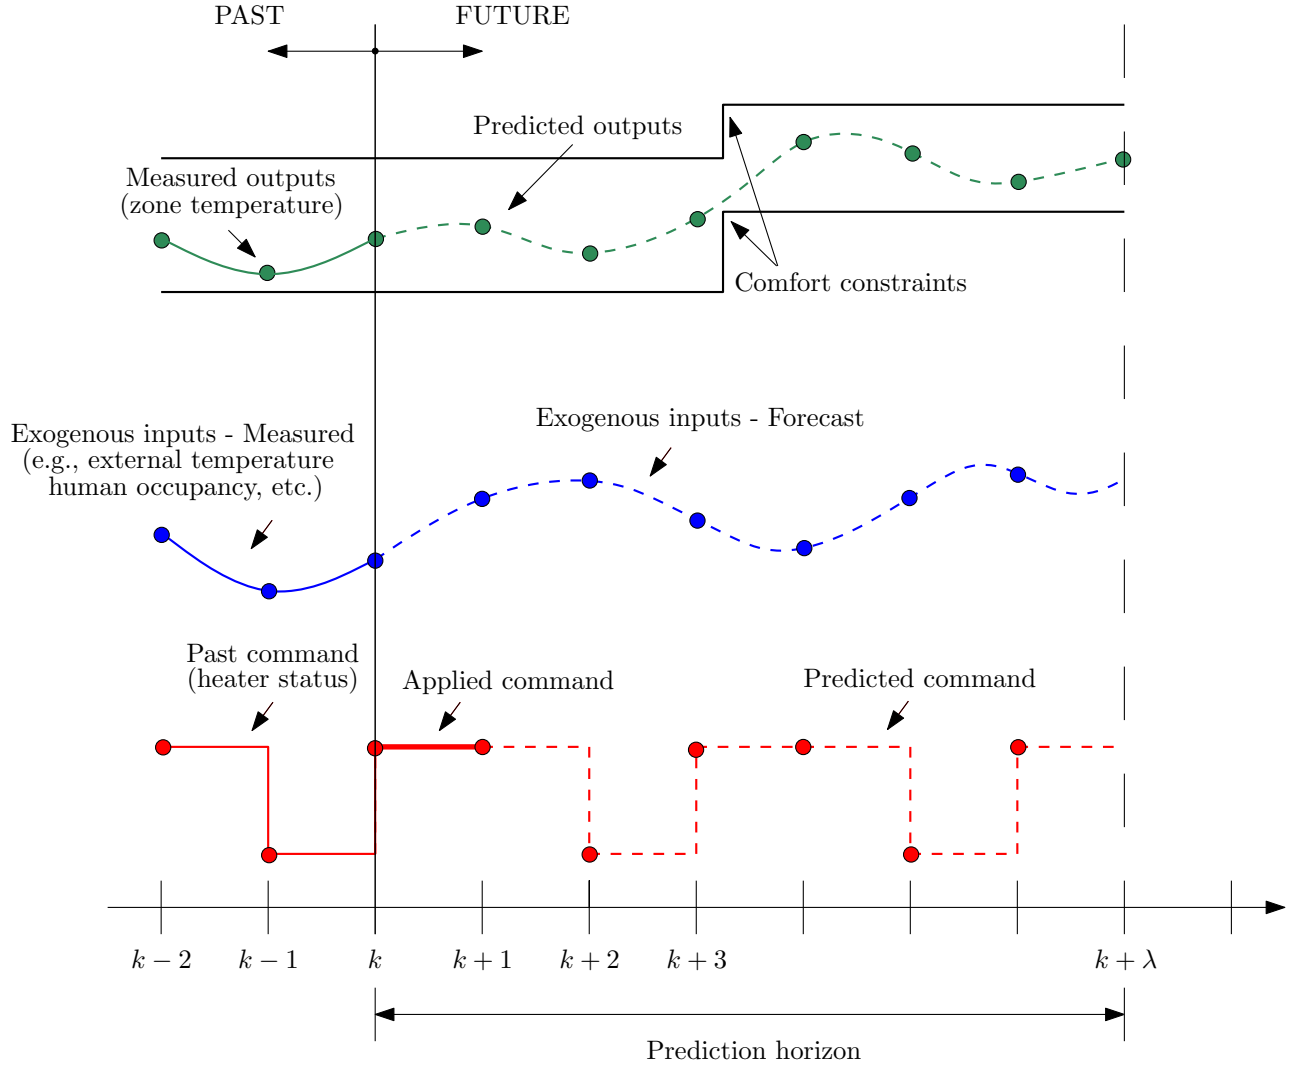 PAST
FUTURE
Predicted outputs
Measured outputs
(zone temperature)
Comfort constraints
Exogenous inputs - Forecast
Exogenous inputs - Measured
(e.g., external temperature
human occupancy, etc.)
Past command
(heater status)
Applied command
Predicted command
k − 2
k − 1
k
k + 1
k + 2
k + 3
k + λ
Prediction horizon